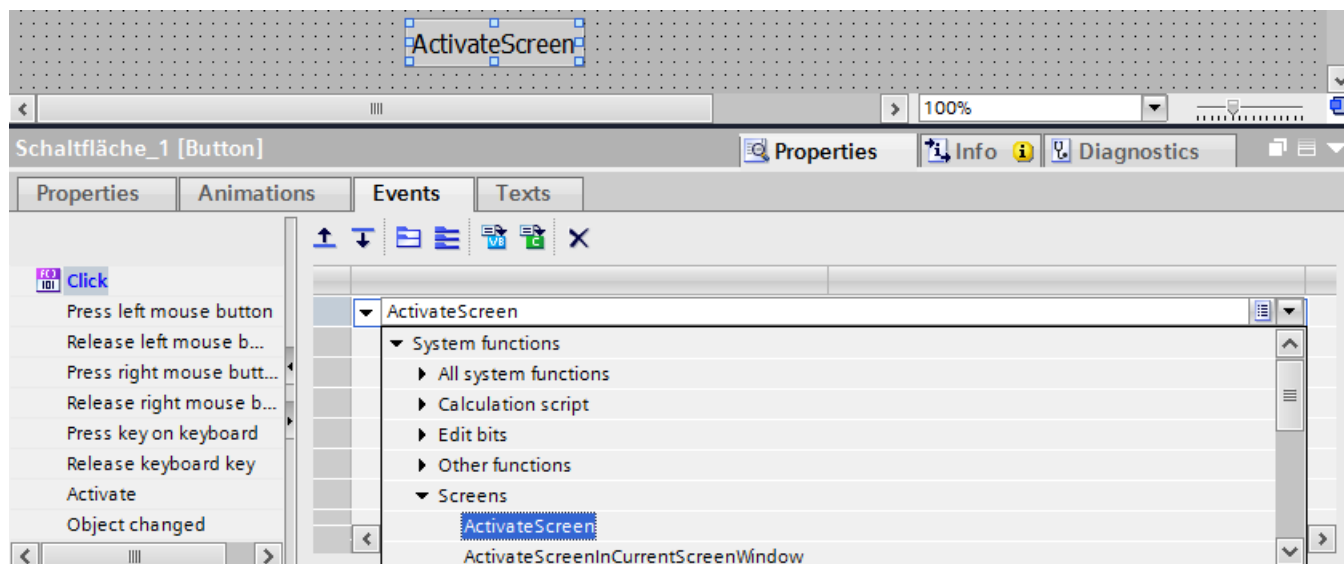 ActivateScreen
100%
Schaltfläche_1 [Button]
Properties Info Diagnostics
Properties Animations Events Texts
VB C
Click
Press left mouse button
Release left mouse b...
Press right mouse butt...
Release right mouse b...
Press key on keyboard
Release keyboard key
Activate
Object changed
ActivateScreen
System functions
All system functions
Calculation script
Edit bits
Other functions
Screens
ActivateScreen
ActivateScreenInCurrentScreenWindow